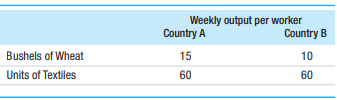 Weekly output per worker
Country A Country B
Bushels of Wheat 15 10
Units of Textiles 60 60